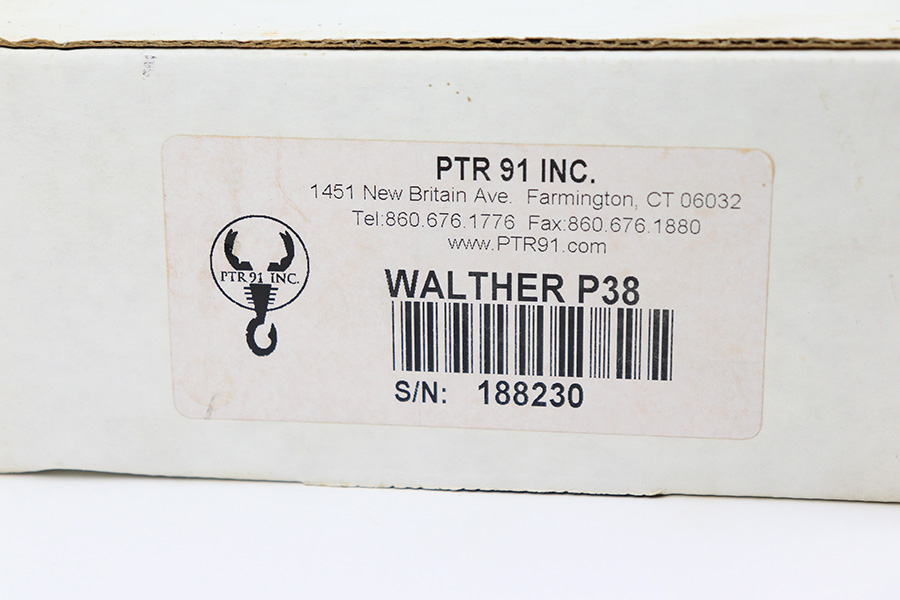 PTR 91 INC.
1451 New Britain Ave. Farmington, CT 06032
Tel:860.676.1776 Fax:860.676.1880
www.PTR91.com
PTR 91 INC.
WALTHER P38
S/N: 188230